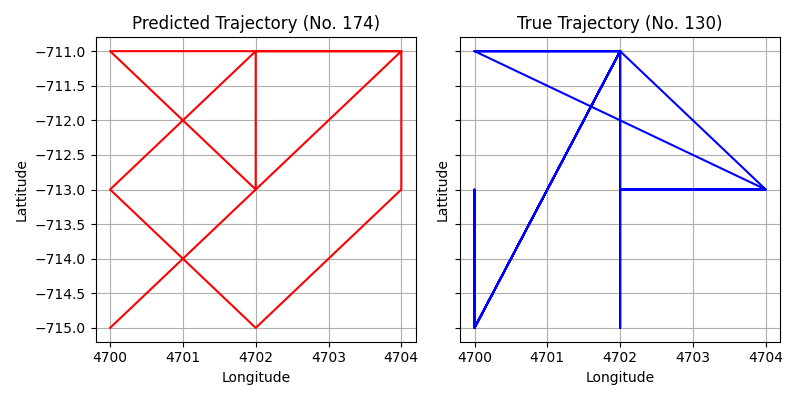 Predicted Trajectory (No. 174)
True Trajectory (No. 130)
−711.0
−711.5
−712.0
−712.5
−713.0
−713.5
−714.0
−714.5
−715.0
Lattitude
Lattitude
4700 4701 4702 4703 4704
4700 4701 4702 4703 4704
Longitude
Longitude